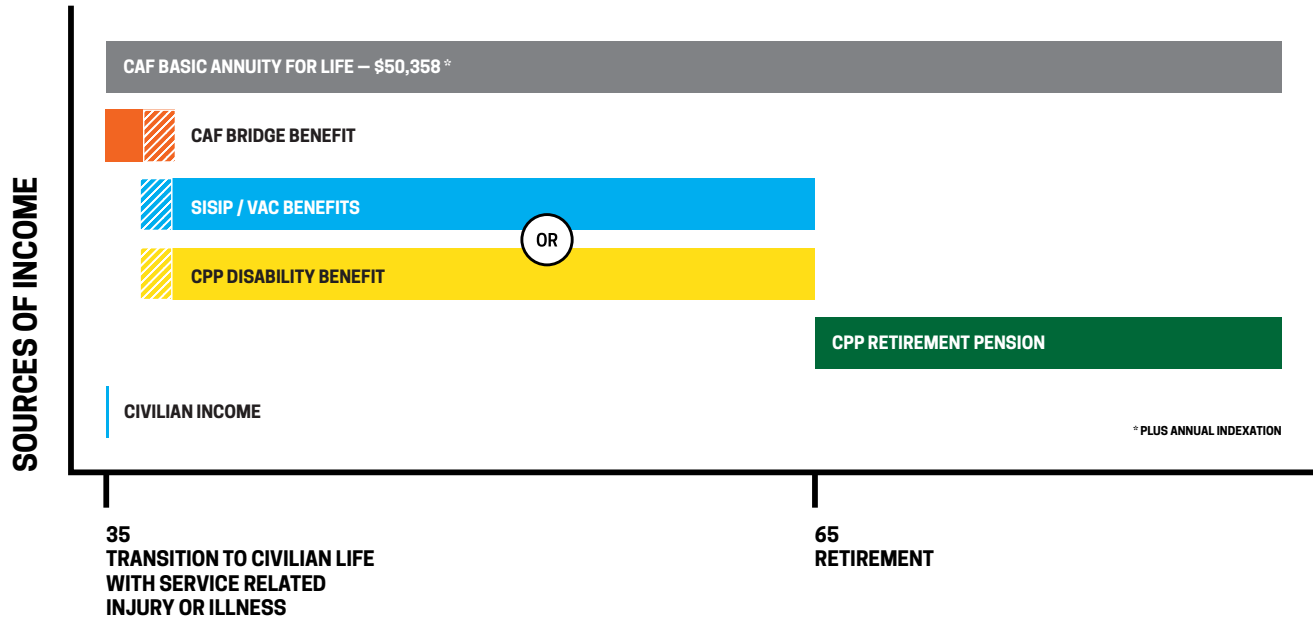 SOURCES OF INCOME
CAF BASIC ANNUITY FOR LIFE – $50,358 *
CAF BRIDGE BENEFIT
SISIP / VAC BENEFITS
OR
CPP DISABILITY BENEFIT
CPP RETIREMENT PENSION
CIVILIAN INCOME
* PLUS ANNUAL INDEXATION
35
TRANSITION TO CIVILIAN LIFE
WITH SERVICE RELATED
INJURY OR ILLNESS
65
RETIREMENT